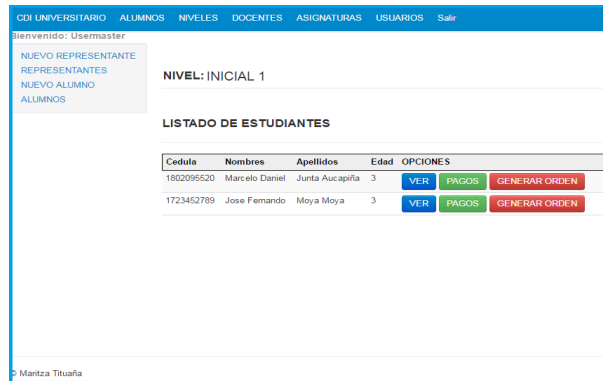 CDI UNIVERSITARIO ALUMNOS NIVELES DOCENTES ASIGNATURAS USUARIOS Salir
Bienvenido: Usermaster
NUEVO REPRESENTANTE
REPRESENTANTES
NUEVO ALUMNO
ALUMNOS
NIVEL: INICIAL 1
LISTADO DE ESTUDIANTES
Cedula Nombres Apellidos Edad OPCIONES
1802095520 Marcelo Daniel Junta Aucapiña 3 VER PAGOS GENERAR ORDEN
1723452789 Jose Fernando Moya Moya 3 VER PAGOS GENERAR ORDEN
© Maritza Tituaña